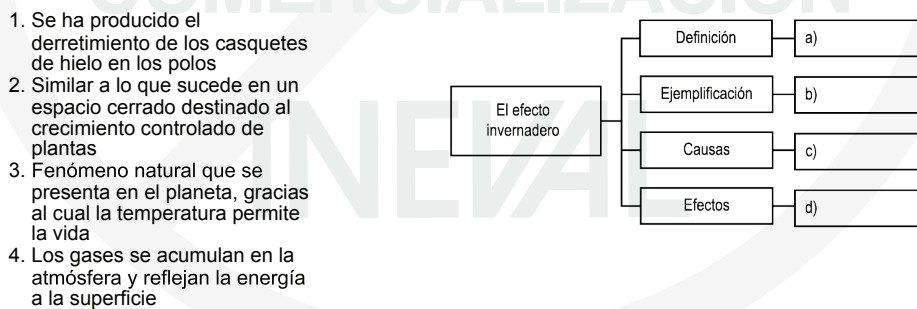 COMERCIALIZACIÓN
INEVAL
1. Se ha producido el
derretimiento de los casquetes
de hielo en los polos
2. Similar a lo que sucede en un
espacio cerrado destinado al
crecimiento controlado de
plantas
3. Fenómeno natural que se
presenta en el planeta, gracias
al cual la temperatura permite
la vida
4. Los gases se acumulan en la
atmósfera y reflejan la energía
a la superficie
El efecto
invernadero
Definición
a)
Ejemplificación
b)
Causas
c)
Efectos
d)